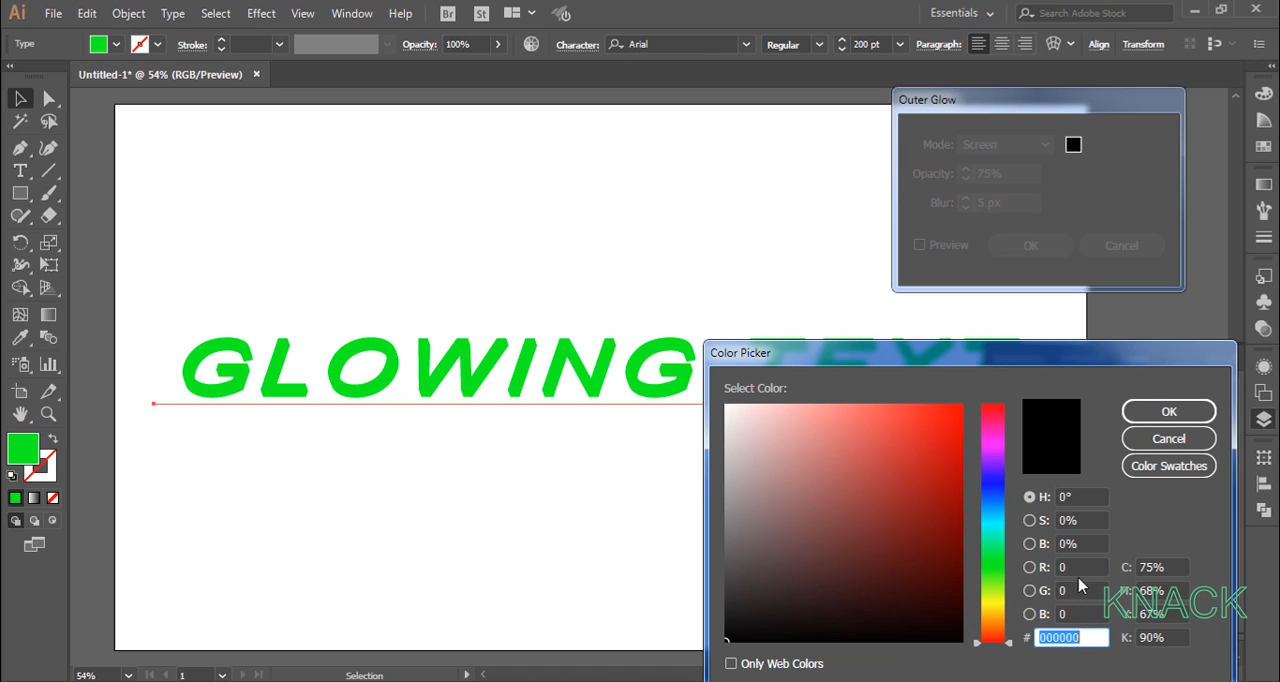 Ai File Edit Object Type Select Effect View Window Help Br St Essentials Search Adobe Stock
Type Stroke: Opacity: 100% Character: Arial Regular 200 pt Paragraph: Align Transform
Untitled-1* @ 54% (RGB/Preview)
Outer Glow
Mode: Screen
Opacity: 75%
Blur: 5 px
Preview OK Cancel
GLOWING TEXT
Color Picker
Select Color:
OK
Cancel
Color Swatches
H: 0°
S: 0%
B: 0%
R: 0 C: 75%
G: 0 M: 68%
B: 0 Y: 67%
# 000000 K: 90%
KNACK
Only Web Colors
54% 1 Selection